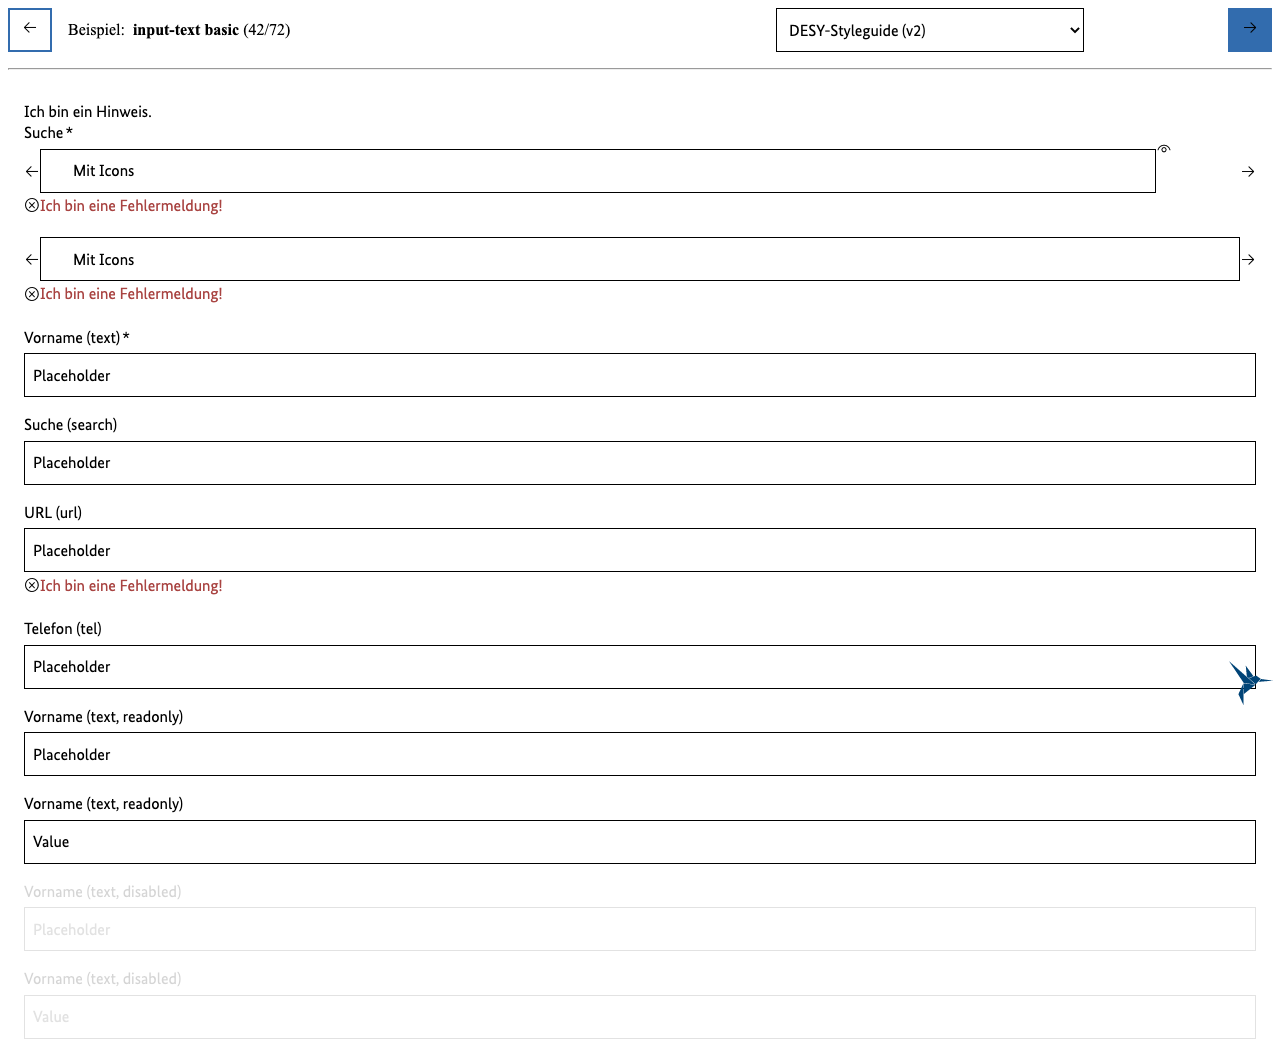 Beispiel: input-text basic (42/72)
DESY-Styleguide (v2)
Ich bin ein Hinweis.
Suche*
Mit Icons
Ich bin eine Fehlermeldung!
Mit Icons
Ich bin eine Fehlermeldung!
Vorname (text)*
Placeholder
Suche (search)
Placeholder
URL (url)
Placeholder
Ich bin eine Fehlermeldung!
Telefon (tel)
Placeholder
Vorname (text, readonly)
Placeholder
Vorname (text, readonly)
Value
Vorname (text, disabled)
Placeholder
Vorname (text, disabled)
Value